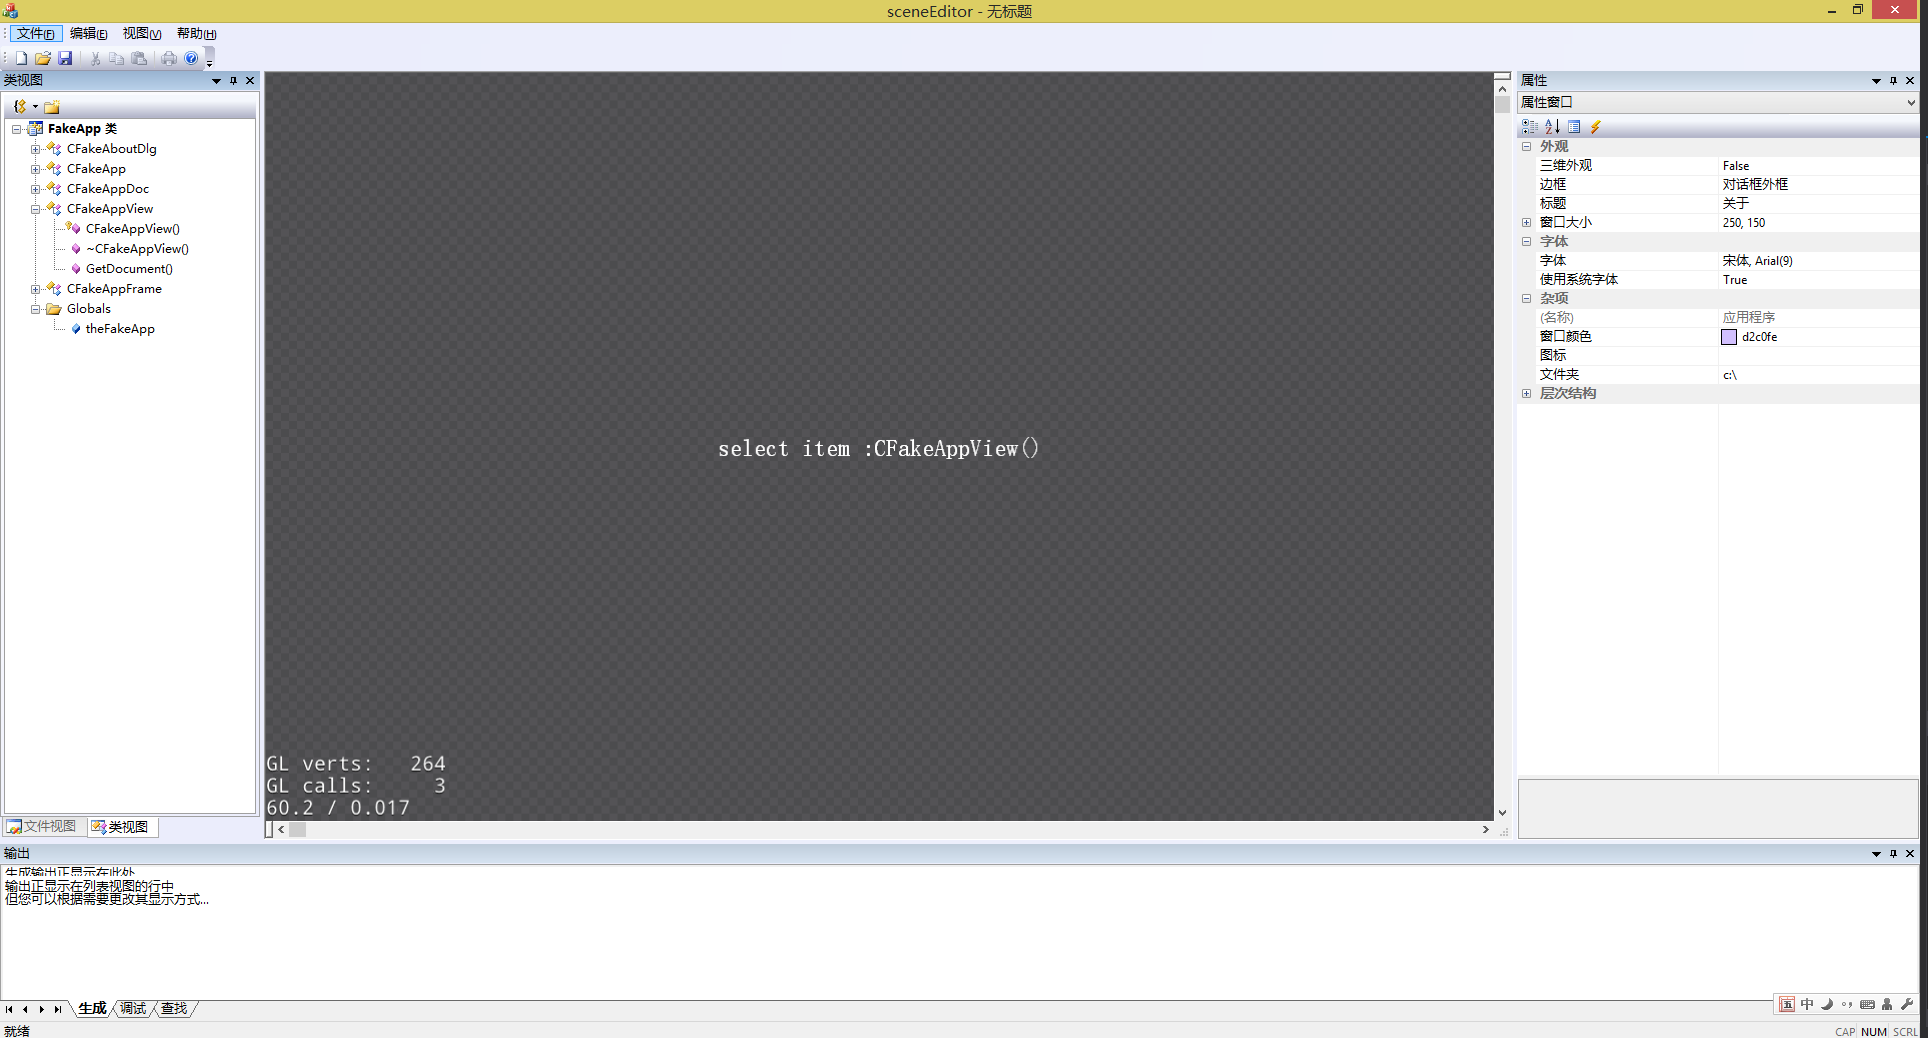 sceneEditor - 无标题
文件(F) 编辑(E) 视图(V) 帮助(H)
类视图
FakeApp 类
CFakeAboutDlg
CFakeApp
CFakeAppDoc
CFakeAppView
CFakeAppView()
~CFakeAppView()
GetDocument()
CFakeAppFrame
Globals
theFakeApp
文件视图 类视图
select item :CFakeAppView()
GL verts: 264
GL calls: 3
60.2 / 0.017
属性
属性窗口
外观
三维外观 False
边框 对话框外框
标题 关于
窗口大小 250, 150
字体
字体 宋体, Arial(9)
使用系统字体 True
杂项
(名称) 应用程序
窗口颜色 d2c0fe
图标
文件夹 c:\
层次结构
输出
生成输出正显示在此处
输出正显示在列表视图的行中
但您可以根据需要更改其显示方式...
生成 调试 查找
五 中
就绪
CAP NUM SCRL